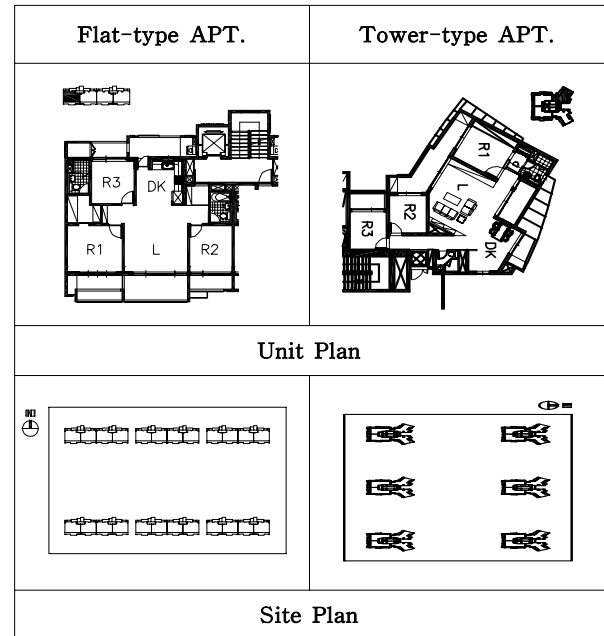 Flat-type APT.
Tower-type APT.
R3
DK
R1
L
R2
R1
L
R2
R3
DK
Unit Plan
Site Plan